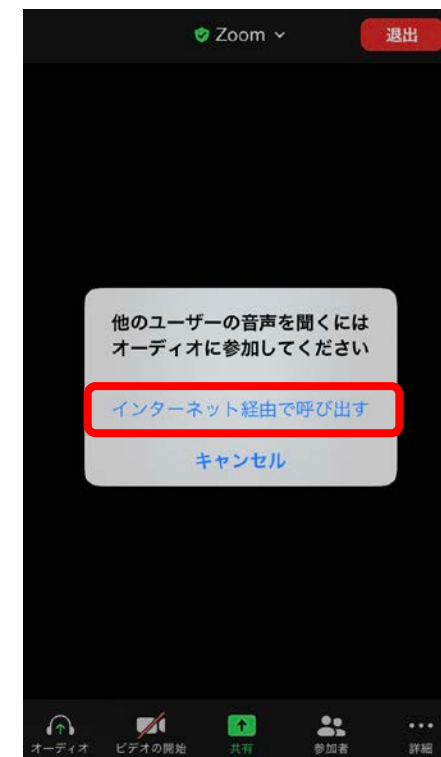 Zoom
退出
他のユーザーの音声を聞くには
オーディオに参加してください
インターネット経由で呼び出す
キャンセル
オーディオ
ビデオの開始
共有
参加者
詳細